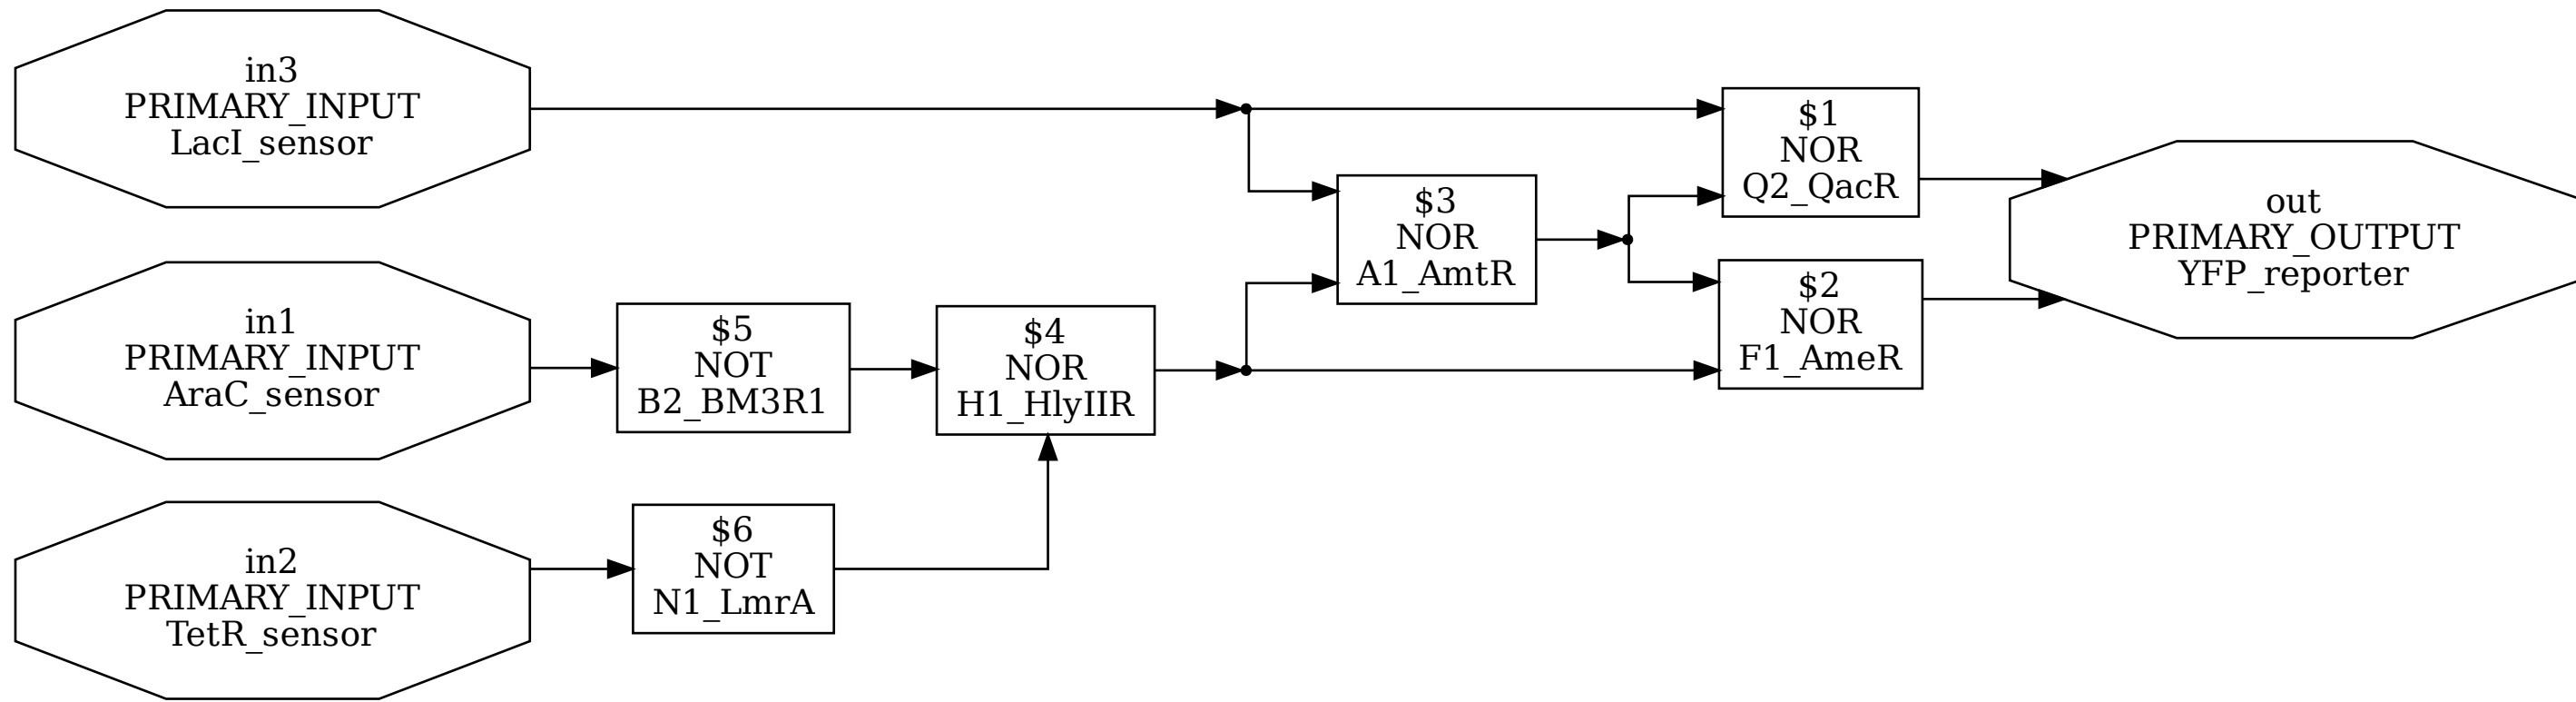 in3
PRIMARY_INPUT
LacI_sensor
in1
PRIMARY_INPUT
AraC_sensor
in2
PRIMARY_INPUT
TetR_sensor
$5
NOT
B2_BM3R1
$6
NOT
N1_LmrA
$4
NOR
H1_HlyIIR
$3
NOR
A1_AmtR
$1
NOR
Q2_QacR
$2
NOR
F1_AmeR
out
PRIMARY_OUTPUT
YFP_reporter